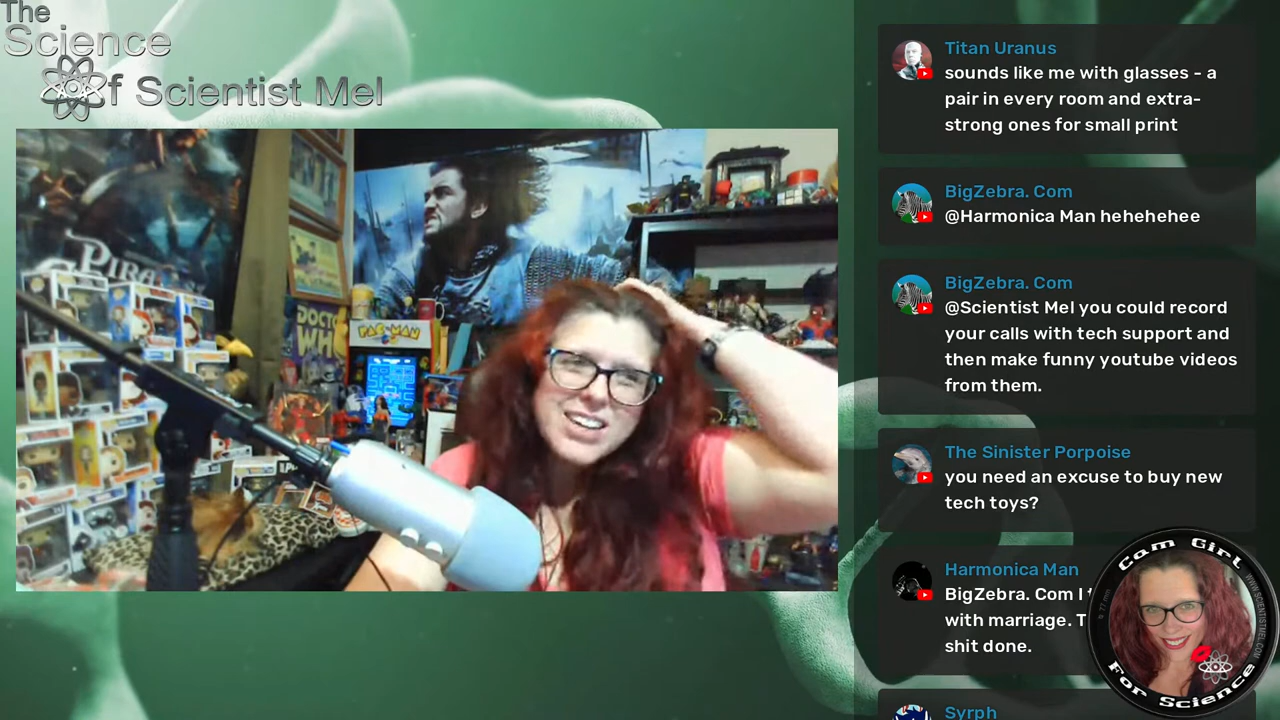 The
Science
f Scientist Mel
PIRA
DOCTOR
WHO
PAC-MAN
Titan Uranus
sounds like me with glasses - a
pair in every room and extra-
strong ones for small print
BigZebra. Com
@Harmonica Man hehehehee
BigZebra. Com
@Scientist Mel you could record
your calls with tech support and
then make funny youtube videos
from them.
The Sinister Porpoise
you need an excuse to buy new
tech toys?
Harmonica Man
BigZebra. Com I
with marriage. T
shit done.
Syrph
Cam Girl
WWW.SCIENTISTMEL.COM
For Science